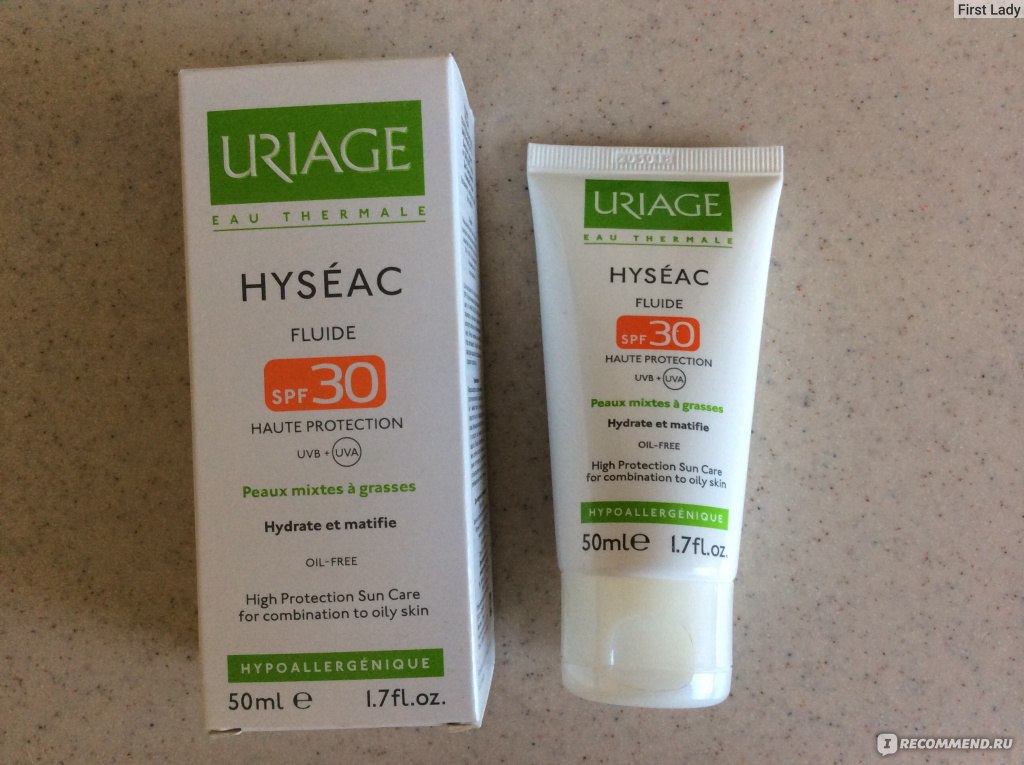 First Lady
URIAGE
EAU THERMALE
HYSÉAC
FLUIDE
SPF 30
HAUTE PROTECTION
UVB + UVA
Peaux mixtes à grasses
Hydrate et matifie
OIL-FREE
High Protection Sun Care
for combination to oily skin
HYPOALLERGÉNIQUE
50ml e 1.7fl.oz.
URIAGE
EAU THERMALE
HYSÉAC
FLUIDE
SPF 30
HAUTE PROTECTION
UVB + UVA
Peaux mixtes à grasses
Hydrate et matifie
OIL-FREE
High Protection Sun Care
for combination to oily skin
HYPOALLERGÉNIQUE
50ml e 1.7fl.oz.
I RECOMMEND.RU